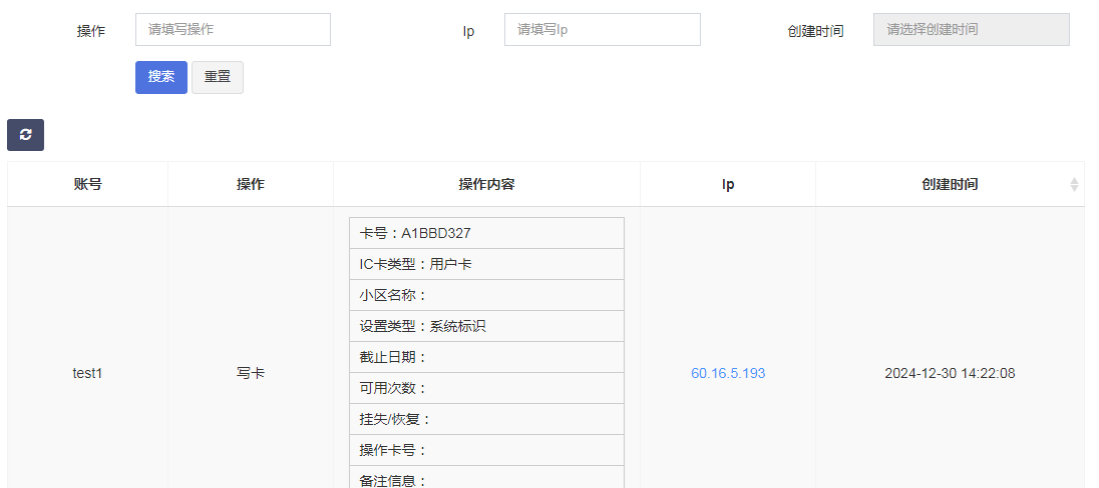 操作 请填写操作 Ip 请填写Ip 创建时间 请选择创建时间
搜索 重置
账号 操作 操作内容 Ip 创建时间
卡号：A1BBD327
IC卡类型：用户卡
小区名称：
设置类型：系统标识
截止日期：
test1 写卡 60.16.5.193 2024-12-30 14:22:08
可用次数：
挂失/恢复：
操作卡号：
备注信息：